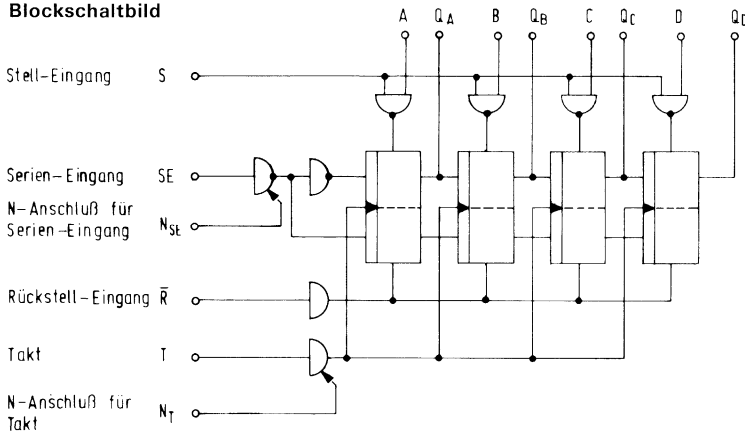 Blockschaltbild
A Q_A B Q_B C Q_C D Q_D
Stell-Eingang S
Serien-Eingang SE
N-Anschluß für
Serien-Eingang N_SE
Rückstell-Eingang R̅
Takt T
N-Anschluß für
Takt N_T